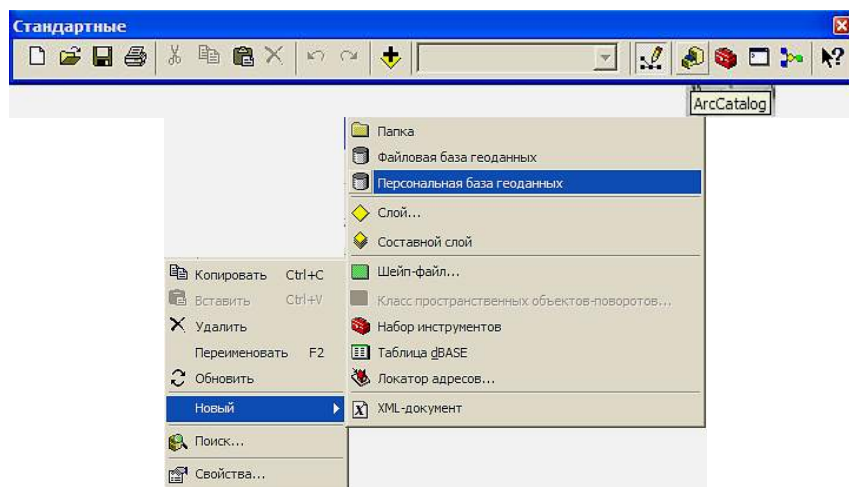 Стандартные
ArcCatalog
Папка
Файловая база геоданных
Персональная база геоданных
Слой...
Составной слой
Шейп-файл...
Класс пространственных объектов-поворотов...
Набор инструментов
Таблица dBASE
Локатор адресов...
XML-документ
Копировать Ctrl+C
Вставить Ctrl+V
Удалить
Переименовать F2
Обновить
Новый
Поиск...
Свойства...